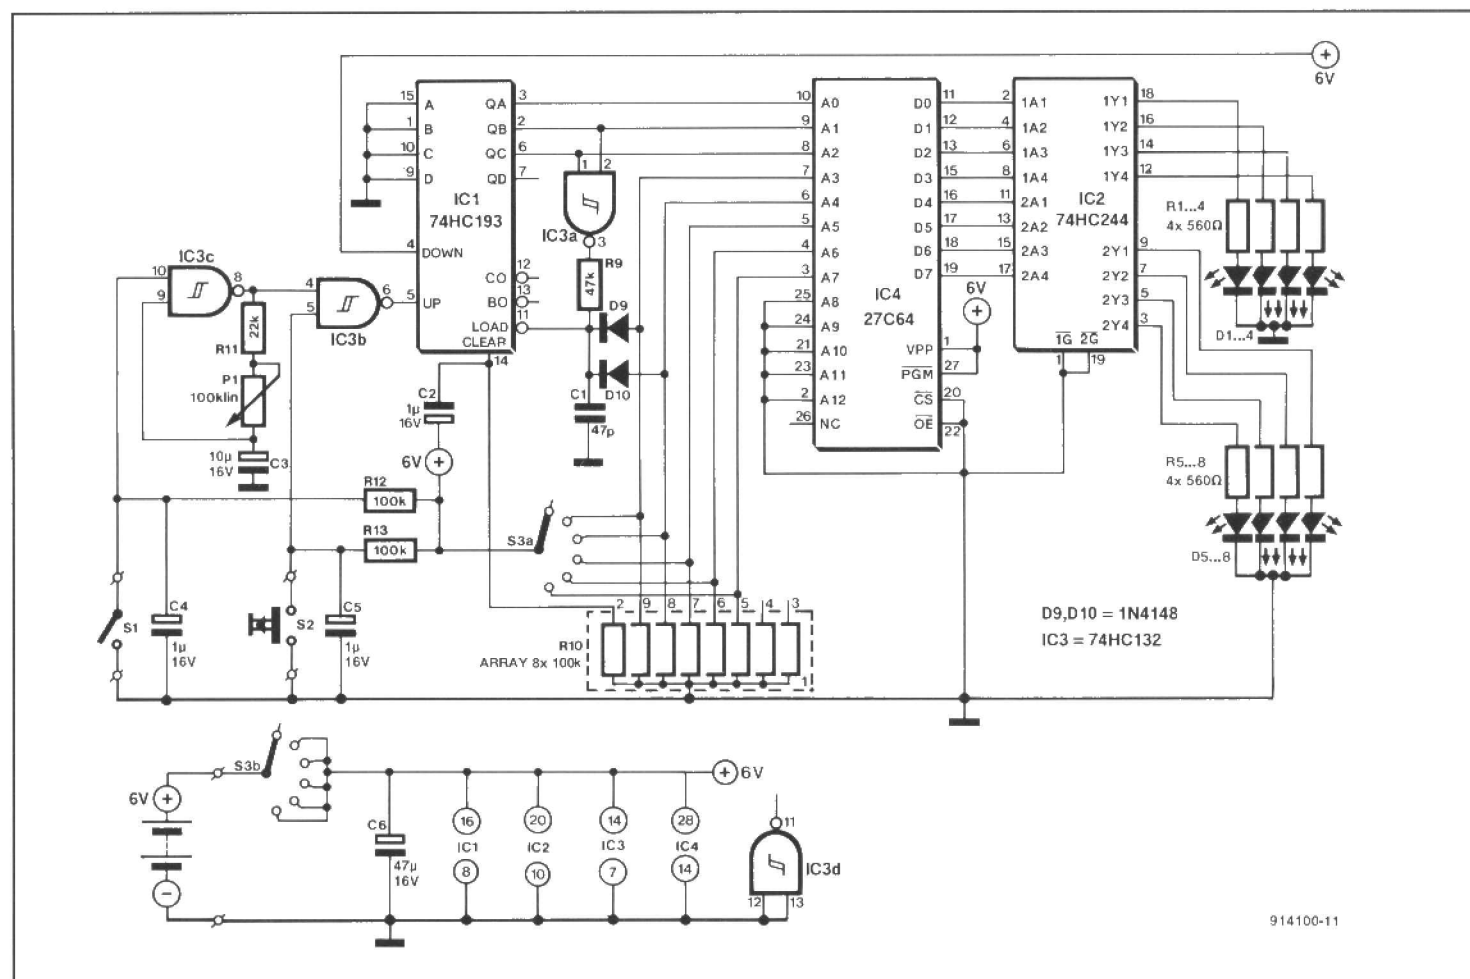 6V
15 A QA 3
1 B QB 2
10 C QC 6
9 D QD 7
IC1
74HC193
4 DOWN
5 UP
CO 12
BO 13
LOAD 11
CLEAR
14
1 2
IC3a
3
R9
47k
D9
D10
C1
47p
IC3c
10
9
8
22k
R11
P1
100klin
10µ
16V
C3
4
5
6
IC3b
C2
1µ
16V
6V
R12
100k
R13
100k
S3a
S1
C4
1µ
16V
S2
C5
1µ
16V
2 9 8 7 6 5 4 3
R10
ARRAY 8x 100k
1
10 A0 D0 11
9 A1 D1 12
8 A2 D2 13
7 A3 D3 15
6 A4 D4 16
5 A5 D5 17
4 A6 D6 18
3 A7 D7 19
25 A8
24 A9
21 A10
23 A11
2 A12
26 NC
IC4
27C64
VPP 1
PGM 27
CS 20
OE 22
6V
2 1A1 1Y1 18
4 1A2 1Y2 16
6 1A3 1Y3 14
8 1A4 1Y4 12
11 2A1
13 2A2
15 2A3
17 2A4
IC2
74HC244
2Y1 9
2Y2 7
2Y3 5
2Y4 3
1G 2G
1 19
R1...4
4x 560Ω
D1...4
R5...8
4x 560Ω
D5...8
D9,D10 = 1N4148
IC3 = 74HC132
S3b
6V
+
−
C6
47µ
16V
16
IC1
8
20
IC2
10
14
IC3
7
28
IC4
14
6V
11
IC3d
12 13
914100-11